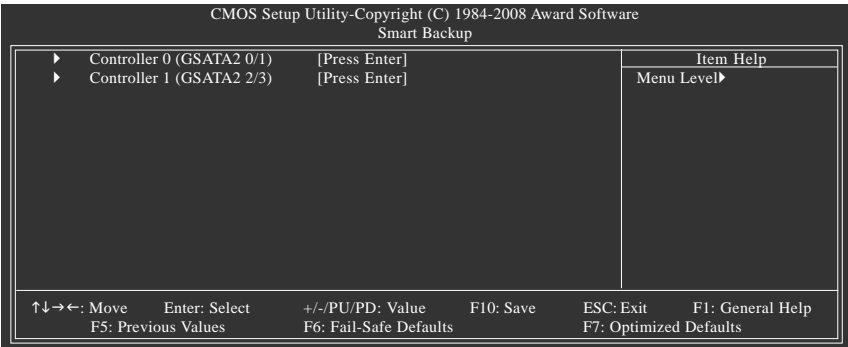 CMOS Setup Utility-Copyright (C) 1984-2008 Award Software
Smart Backup
Controller 0 (GSATA2 0/1) [Press Enter] Item Help
Controller 1 (GSATA2 2/3) [Press Enter] Menu Level
↑↓→←: Move Enter: Select +/-/PU/PD: Value F10: Save ESC: Exit F1: General Help
F5: Previous Values F6: Fail-Safe Defaults F7: Optimized Defaults